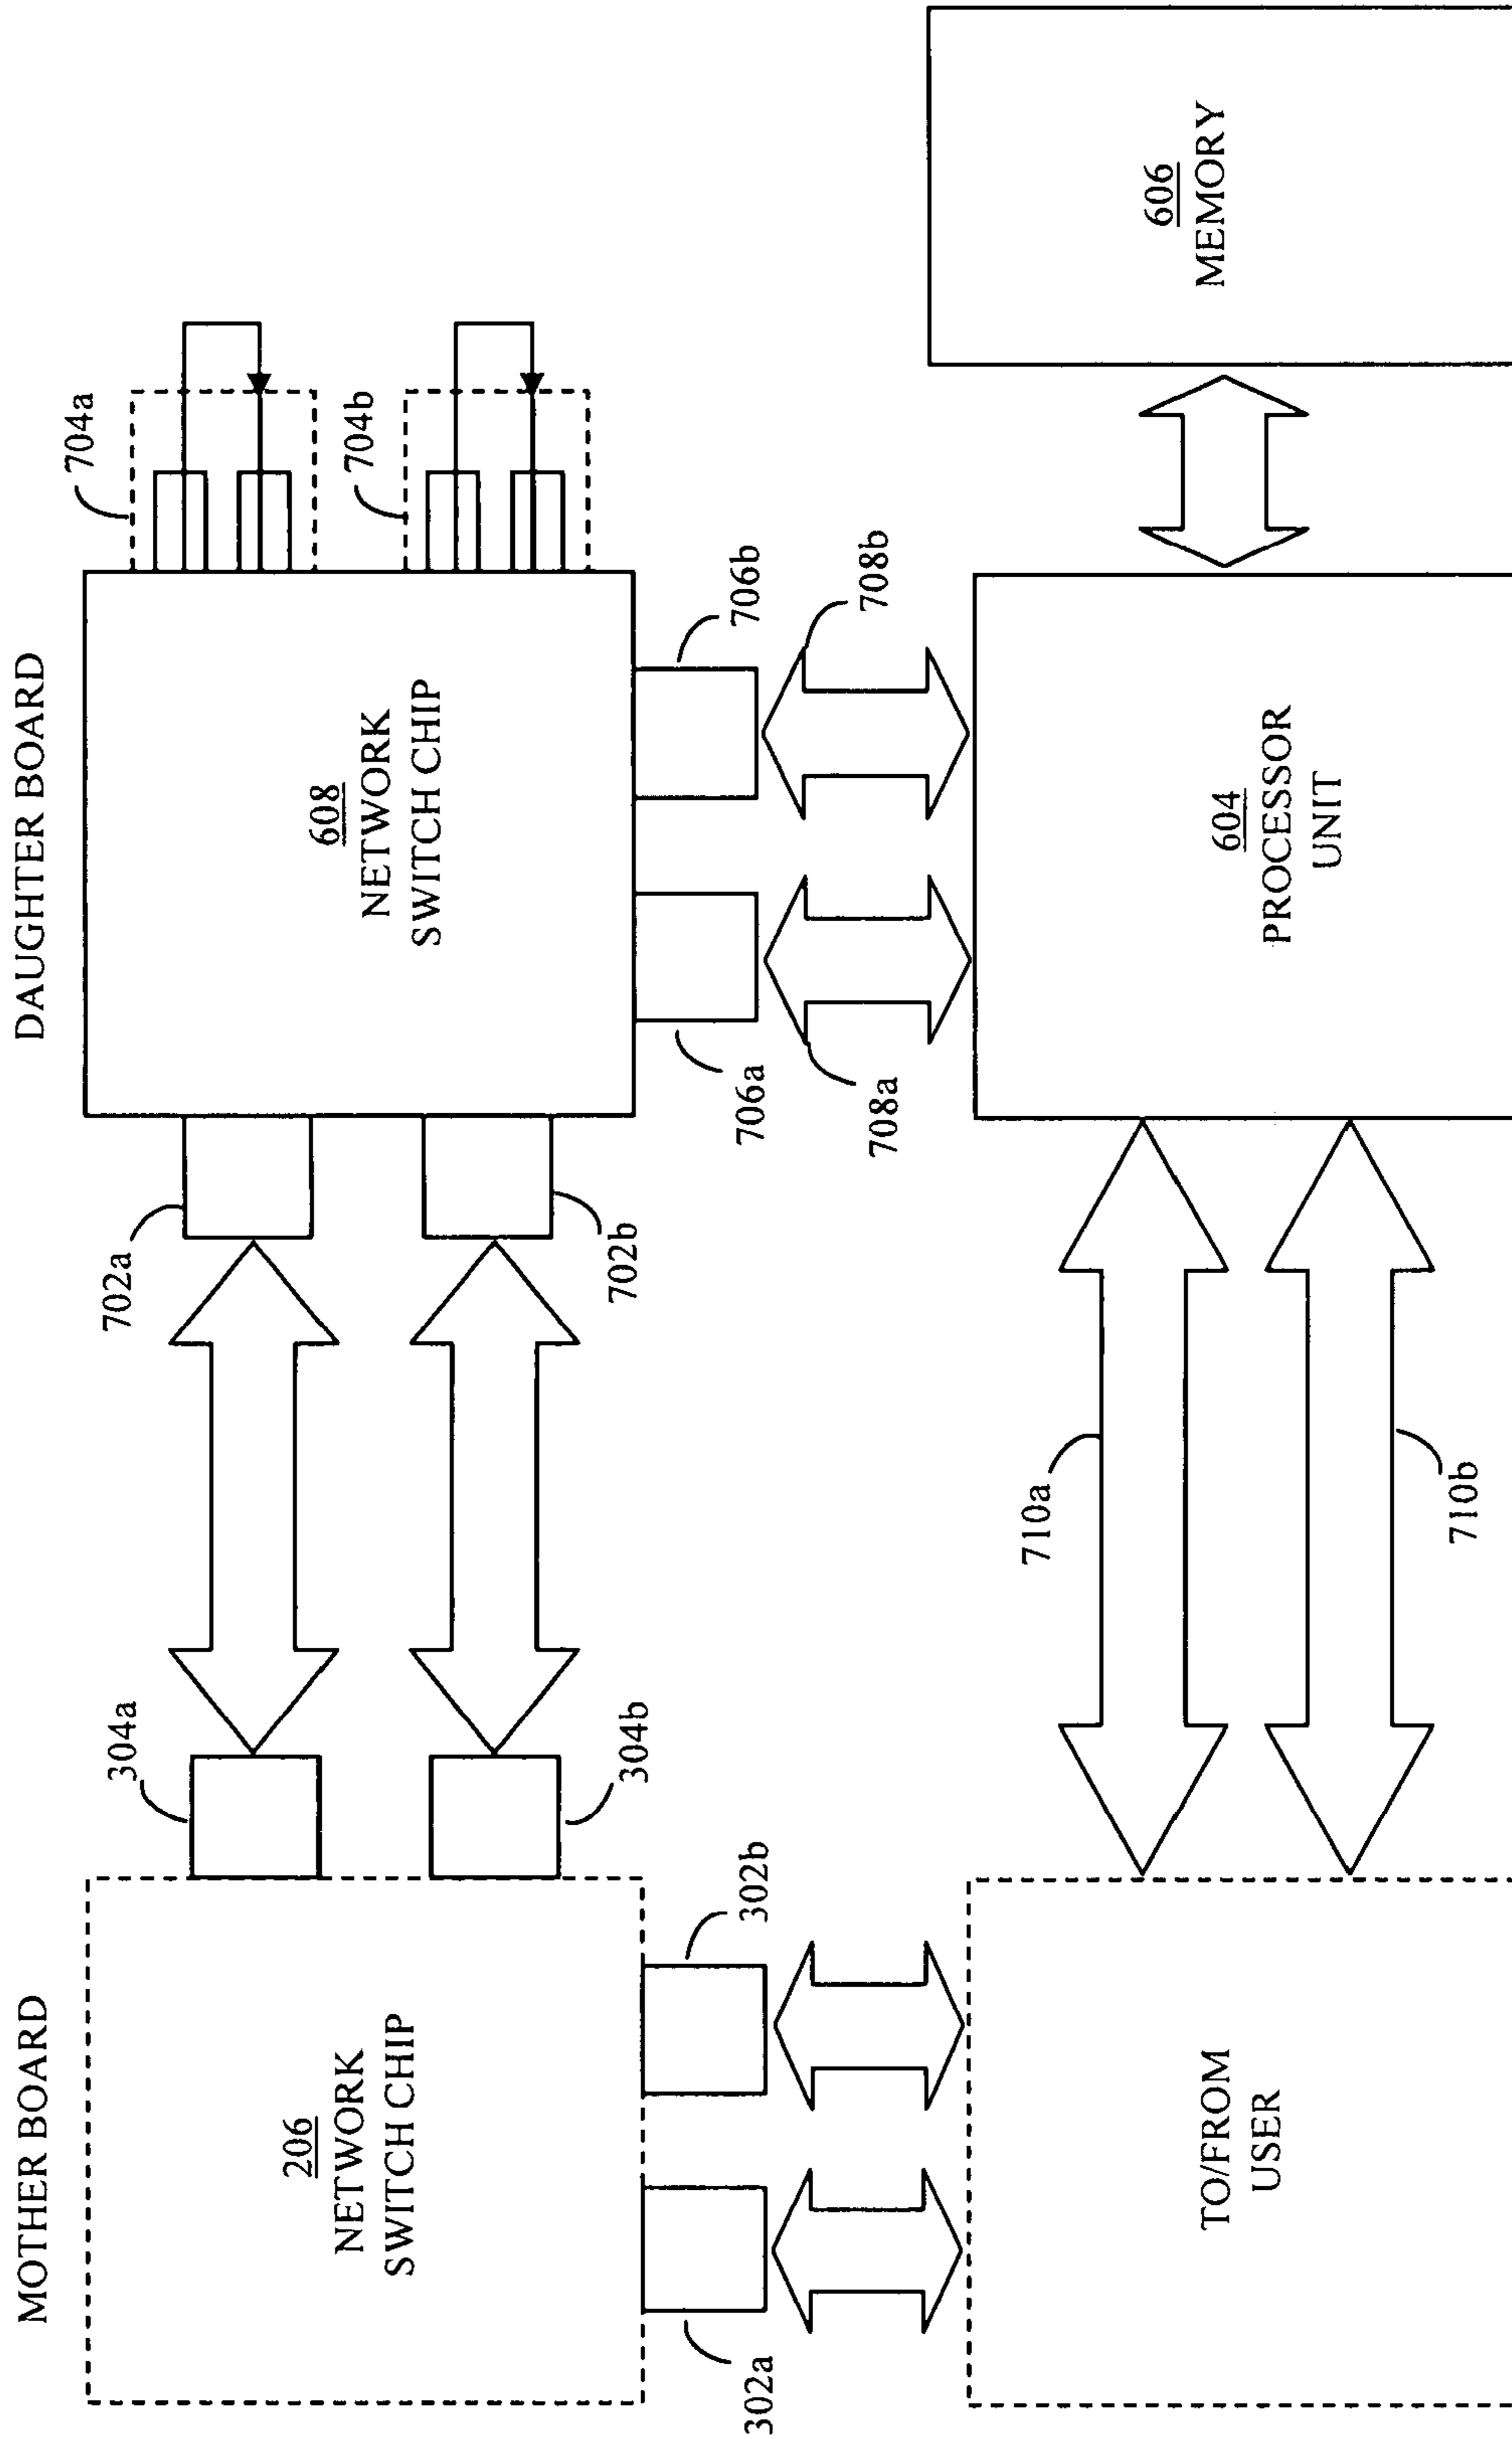 MOTHER BOARD
DAUGHTER BOARD
206
NETWORK
SWITCH CHIP
304a
304b
302a
302b
702a
702b
608
NETWORK
SWITCH CHIP
704a
704b
706a
706b
708a
708b
TO/FROM
USER
710a
710b
604
PROCESSOR
UNIT
606
MEMORY